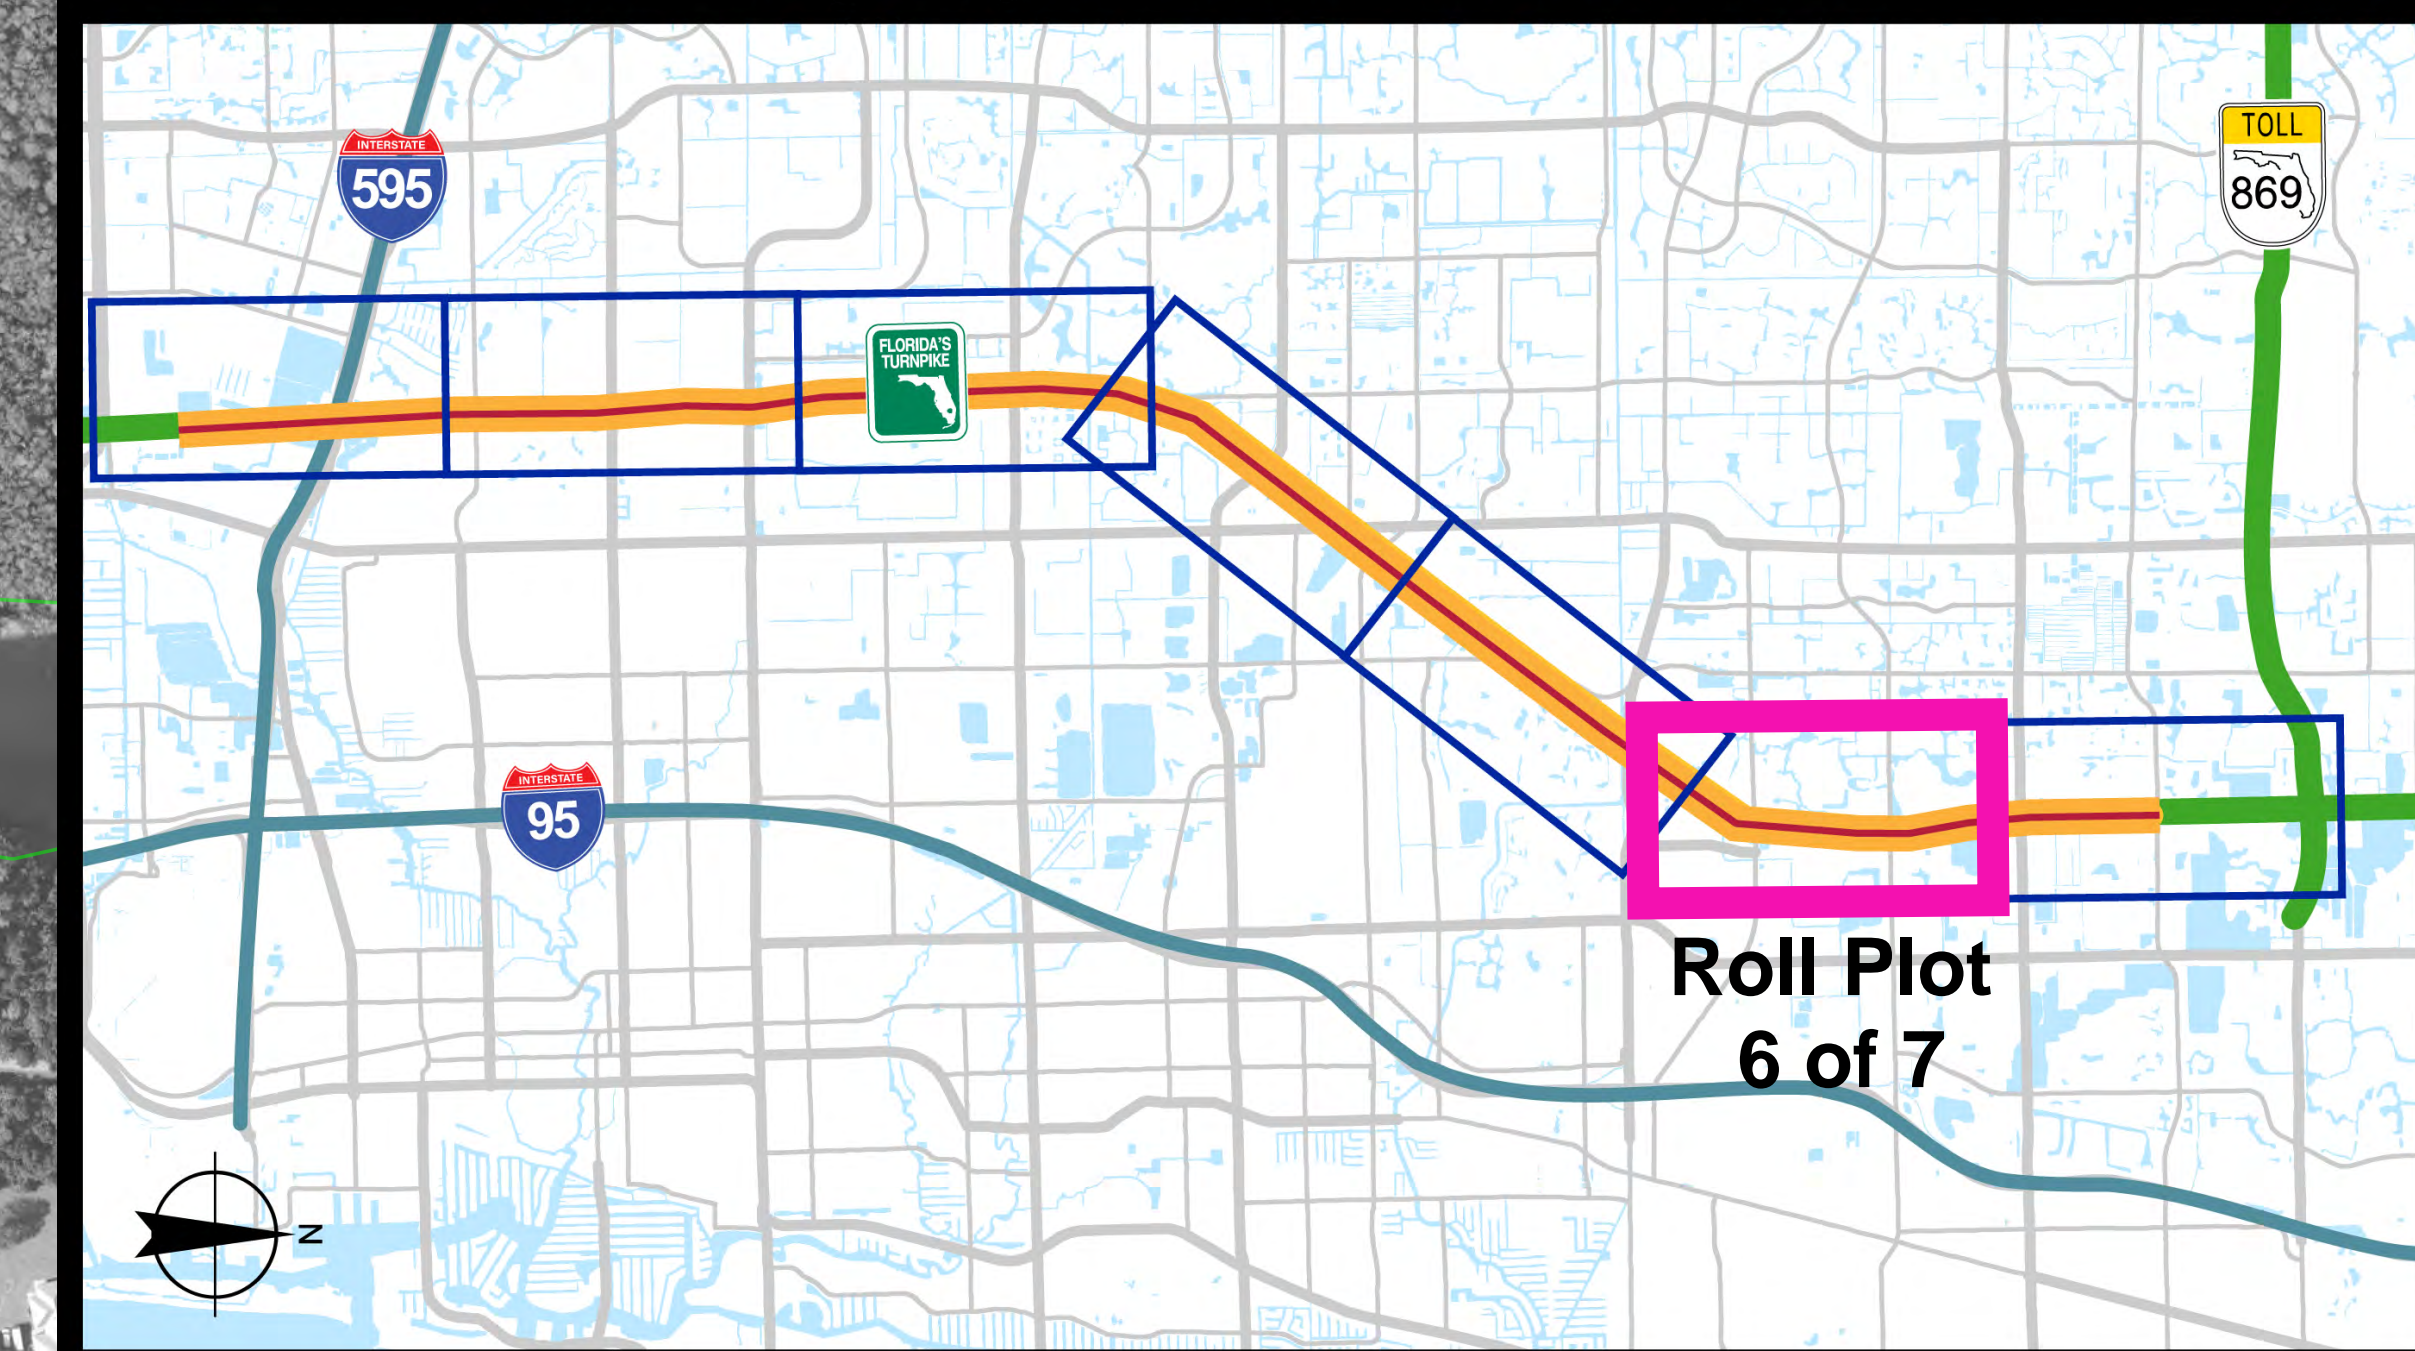 INTERSTATE
595
TOLL
869
FLORIDA'S
TURNPIKE
INTERSTATE
95
Roll Plot
6 of 7
N